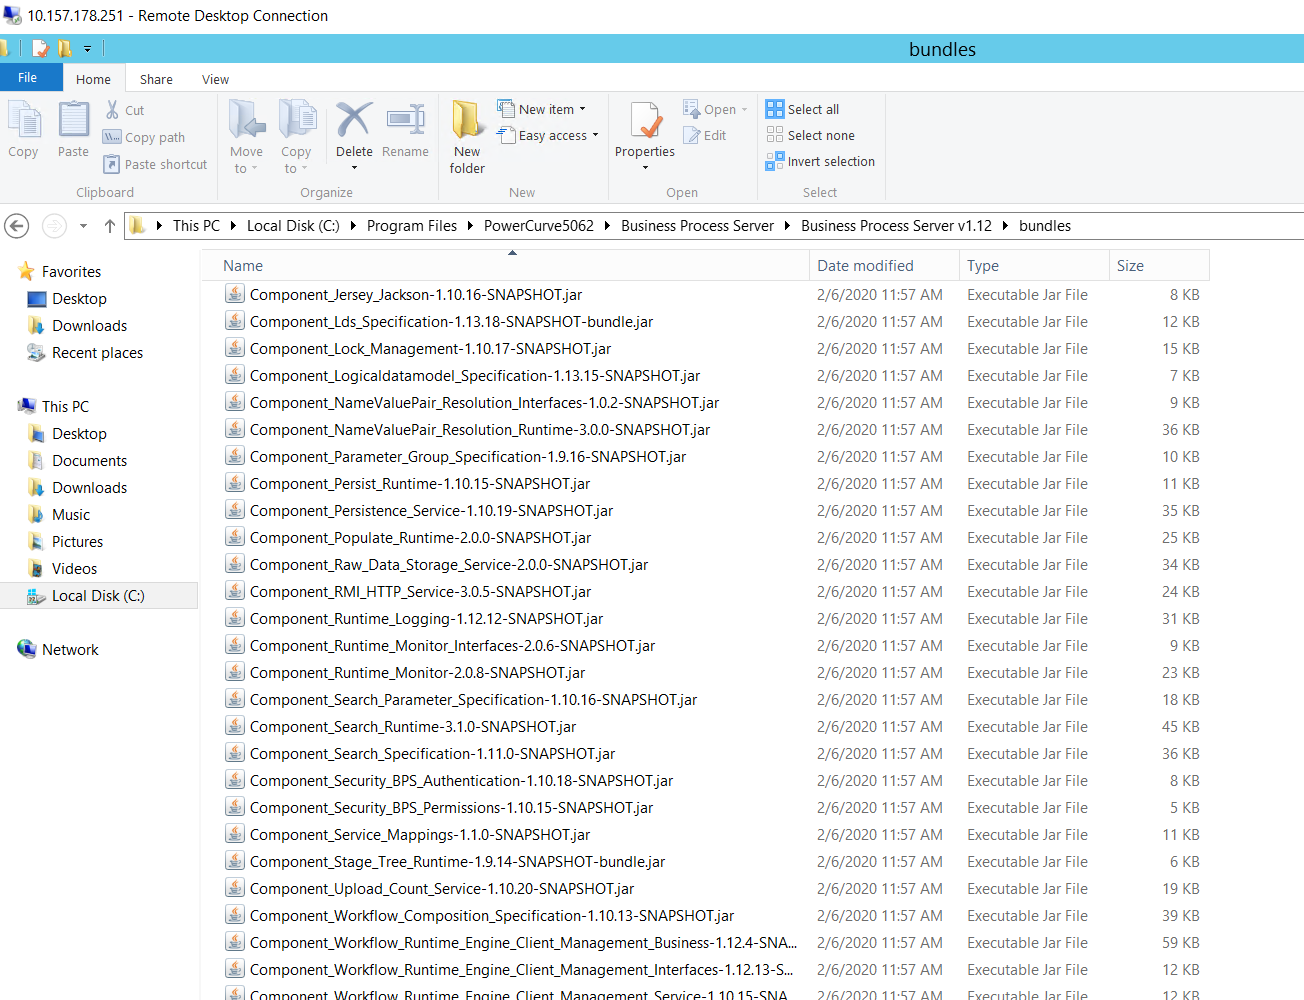 10.157.178.251 - Remote Desktop Connection
bundles
File Home Share View
Copy
Paste
Cut
Copy path
Paste shortcut
Clipboard
Move to
Copy to
Delete
Rename
Organize
New folder
New item
Easy access
New
Properties
Open
Edit
Open
Select all
Select none
Invert selection
Select
This PC Local Disk (C:) Program Files PowerCurve5062 Business Process Server Business Process Server v1.12 bundles
Favorites
Desktop
Downloads
Recent places
This PC
Desktop
Documents
Downloads
Music
Pictures
Videos
Local Disk (C:)
Network
Name Date modified Type Size
Component_Jersey_Jackson-1.10.16-SNAPSHOT.jar 2/6/2020 11:57 AM Executable Jar File 8 KB
Component_Lds_Specification-1.13.18-SNAPSHOT-bundle.jar 2/6/2020 11:57 AM Executable Jar File 12 KB
Component_Lock_Management-1.10.17-SNAPSHOT.jar 2/6/2020 11:57 AM Executable Jar File 15 KB
Component_Logicaldatamodel_Specification-1.13.15-SNAPSHOT.jar 2/6/2020 11:57 AM Executable Jar File 7 KB
Component_NameValuePair_Resolution_Interfaces-1.0.2-SNAPSHOT.jar 2/6/2020 11:57 AM Executable Jar File 9 KB
Component_NameValuePair_Resolution_Runtime-3.0.0-SNAPSHOT.jar 2/6/2020 11:57 AM Executable Jar File 36 KB
Component_Parameter_Group_Specification-1.9.16-SNAPSHOT.jar 2/6/2020 11:57 AM Executable Jar File 10 KB
Component_Persist_Runtime-1.10.15-SNAPSHOT.jar 2/6/2020 11:57 AM Executable Jar File 11 KB
Component_Persistence_Service-1.10.19-SNAPSHOT.jar 2/6/2020 11:57 AM Executable Jar File 35 KB
Component_Populate_Runtime-2.0.0-SNAPSHOT.jar 2/6/2020 11:57 AM Executable Jar File 25 KB
Component_Raw_Data_Storage_Service-2.0.0-SNAPSHOT.jar 2/6/2020 11:57 AM Executable Jar File 34 KB
Component_RMI_HTTP_Service-3.0.5-SNAPSHOT.jar 2/6/2020 11:57 AM Executable Jar File 24 KB
Component_Runtime_Logging-1.12.12-SNAPSHOT.jar 2/6/2020 11:57 AM Executable Jar File 31 KB
Component_Runtime_Monitor_Interfaces-2.0.6-SNAPSHOT.jar 2/6/2020 11:57 AM Executable Jar File 9 KB
Component_Runtime_Monitor-2.0.8-SNAPSHOT.jar 2/6/2020 11:57 AM Executable Jar File 23 KB
Component_Search_Parameter_Specification-1.10.16-SNAPSHOT.jar 2/6/2020 11:57 AM Executable Jar File 18 KB
Component_Search_Runtime-3.1.0-SNAPSHOT.jar 2/6/2020 11:57 AM Executable Jar File 45 KB
Component_Search_Specification-1.11.0-SNAPSHOT.jar 2/6/2020 11:57 AM Executable Jar File 36 KB
Component_Security_BPS_Authentication-1.10.18-SNAPSHOT.jar 2/6/2020 11:57 AM Executable Jar File 8 KB
Component_Security_BPS_Permissions-1.10.15-SNAPSHOT.jar 2/6/2020 11:57 AM Executable Jar File 5 KB
Component_Service_Mappings-1.1.0-SNAPSHOT.jar 2/6/2020 11:57 AM Executable Jar File 11 KB
Component_Stage_Tree_Runtime-1.9.14-SNAPSHOT-bundle.jar 2/6/2020 11:57 AM Executable Jar File 6 KB
Component_Upload_Count_Service-1.10.20-SNAPSHOT.jar 2/6/2020 11:57 AM Executable Jar File 19 KB
Component_Workflow_Composition_Specification-1.10.13-SNAPSHOT.jar 2/6/2020 11:57 AM Executable Jar File 39 KB
Component_Workflow_Runtime_Engine_Client_Management_Business-1.12.4-SNA... 2/6/2020 11:57 AM Executable Jar File 59 KB
Component_Workflow_Runtime_Engine_Client_Management_Interfaces-1.12.13-S... 2/6/2020 11:57 AM Executable Jar File 12 KB
Component_Workflow_Runtime_Engine_Client_Management_Service-1.10.15-SNA... 2/6/2020 11:57 AM Executable Jar File 12 KB